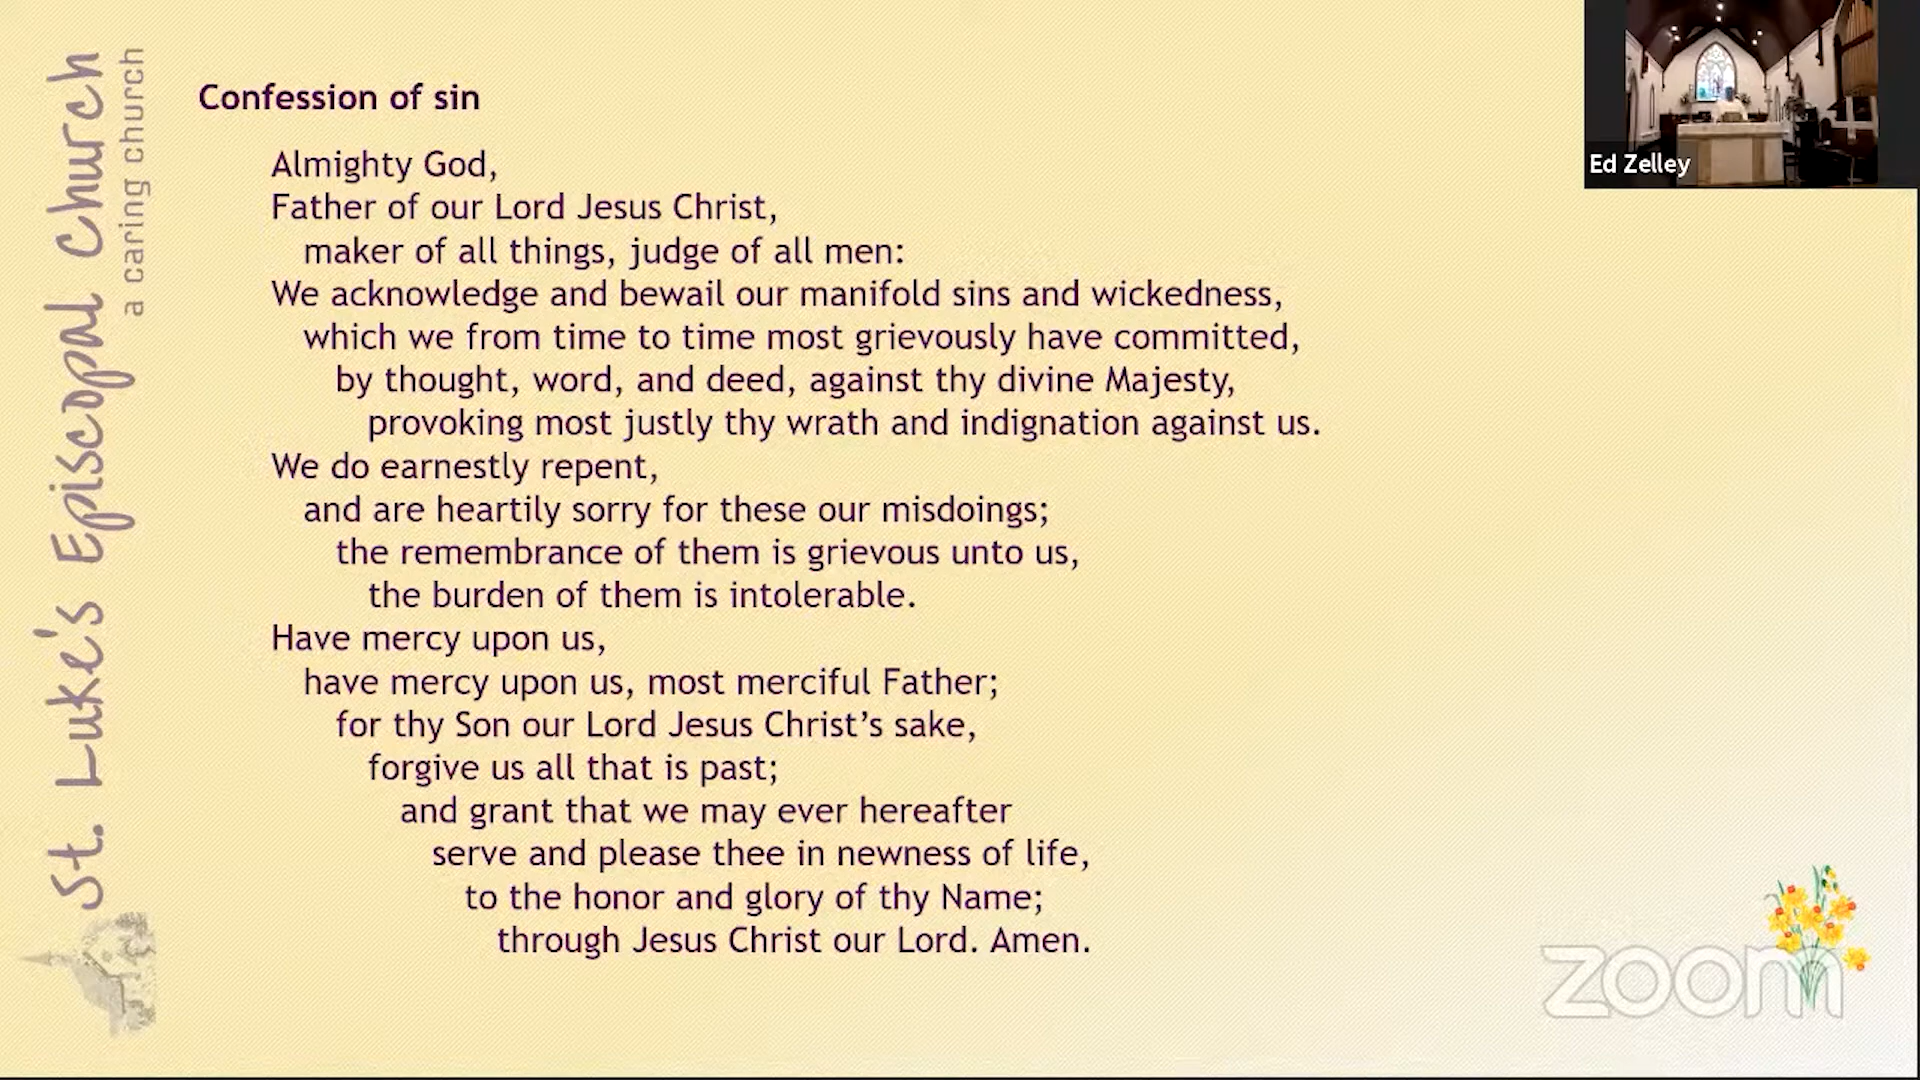 St. Luke's Episcopal Church
a caring church
Confession of sin
Almighty God,
Father of our Lord Jesus Christ,
maker of all things, judge of all men:
We acknowledge and bewail our manifold sins and wickedness,
which we from time to time most grievously have committed,
by thought, word, and deed, against thy divine Majesty,
provoking most justly thy wrath and indignation against us.
We do earnestly repent,
and are heartily sorry for these our misdoings;
the remembrance of them is grievous unto us,
the burden of them is intolerable.
Have mercy upon us,
have mercy upon us, most merciful Father;
for thy Son our Lord Jesus Christ’s sake,
forgive us all that is past;
and grant that we may ever hereafter
serve and please thee in newness of life,
to the honor and glory of thy Name;
through Jesus Christ our Lord. Amen.
Ed Zelley
zoom